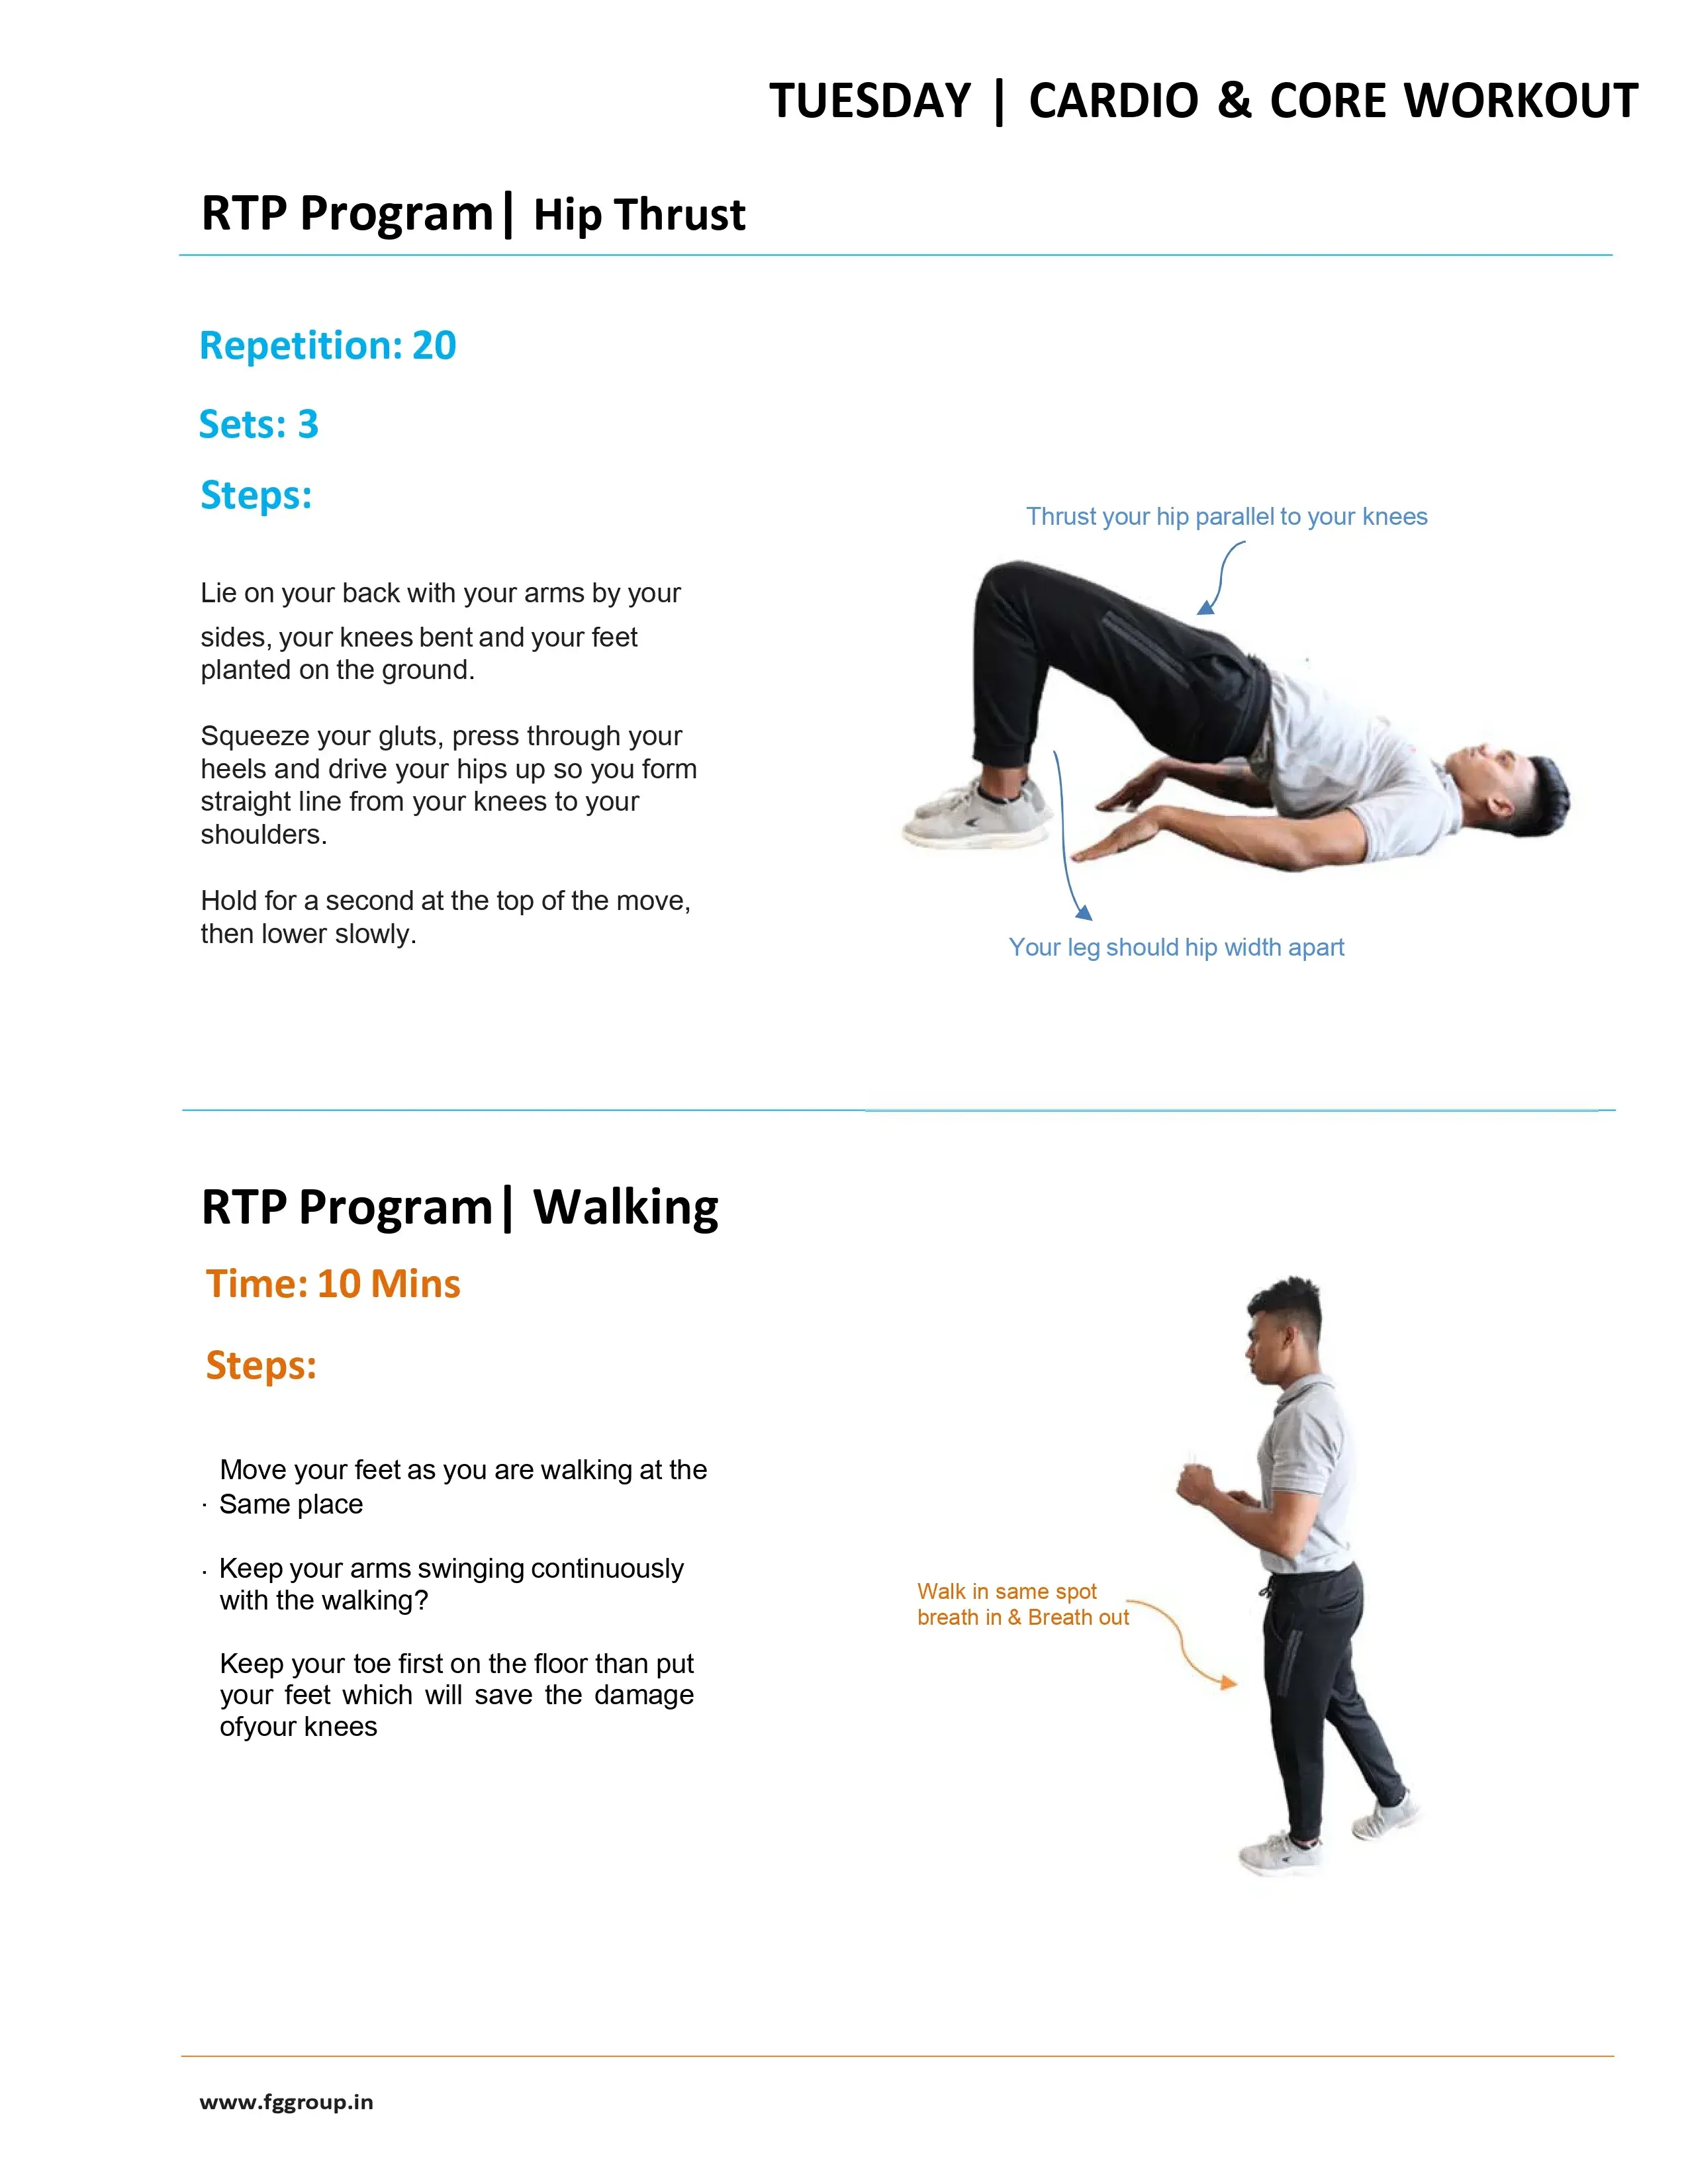 TUESDAY | CARDIO & CORE WORKOUT
RTP Program| Hip Thrust
Repetition: 20
Sets: 3
Steps:
Thrust your hip parallel to your knees
Lie on your back with your arms by your
sides, your knees bent and your feet
planted on the ground.
Squeeze your gluts, press through your
heels and drive your hips up so you form
straight line from your knees to your
shoulders.
Hold for a second at the top of the move,
then lower slowly.
Your leg should hip width apart
RTP Program| Walking
Time: 10 Mins
Steps:
Move your feet as you are walking at the
· Same place
· Keep your arms swinging continuously
with the walking?
Walk in same spot
breath in & Breath out
Keep your toe first on the floor than put
your feet which will save the damage
ofyour knees
www.fggroup.in